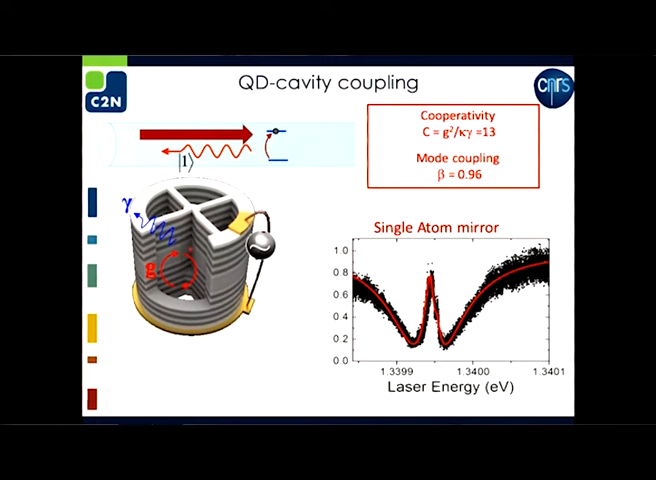 QD-cavity coupling
C2N
cnrs
Cooperativity
C = g²/κγ =13
Mode coupling
β = 0.96
|1⟩
γ
g
Single Atom mirror
1.0
0.8
0.6
0.4
0.2
0.0
1.3399
1.3400
1.3401
Laser Energy (eV)